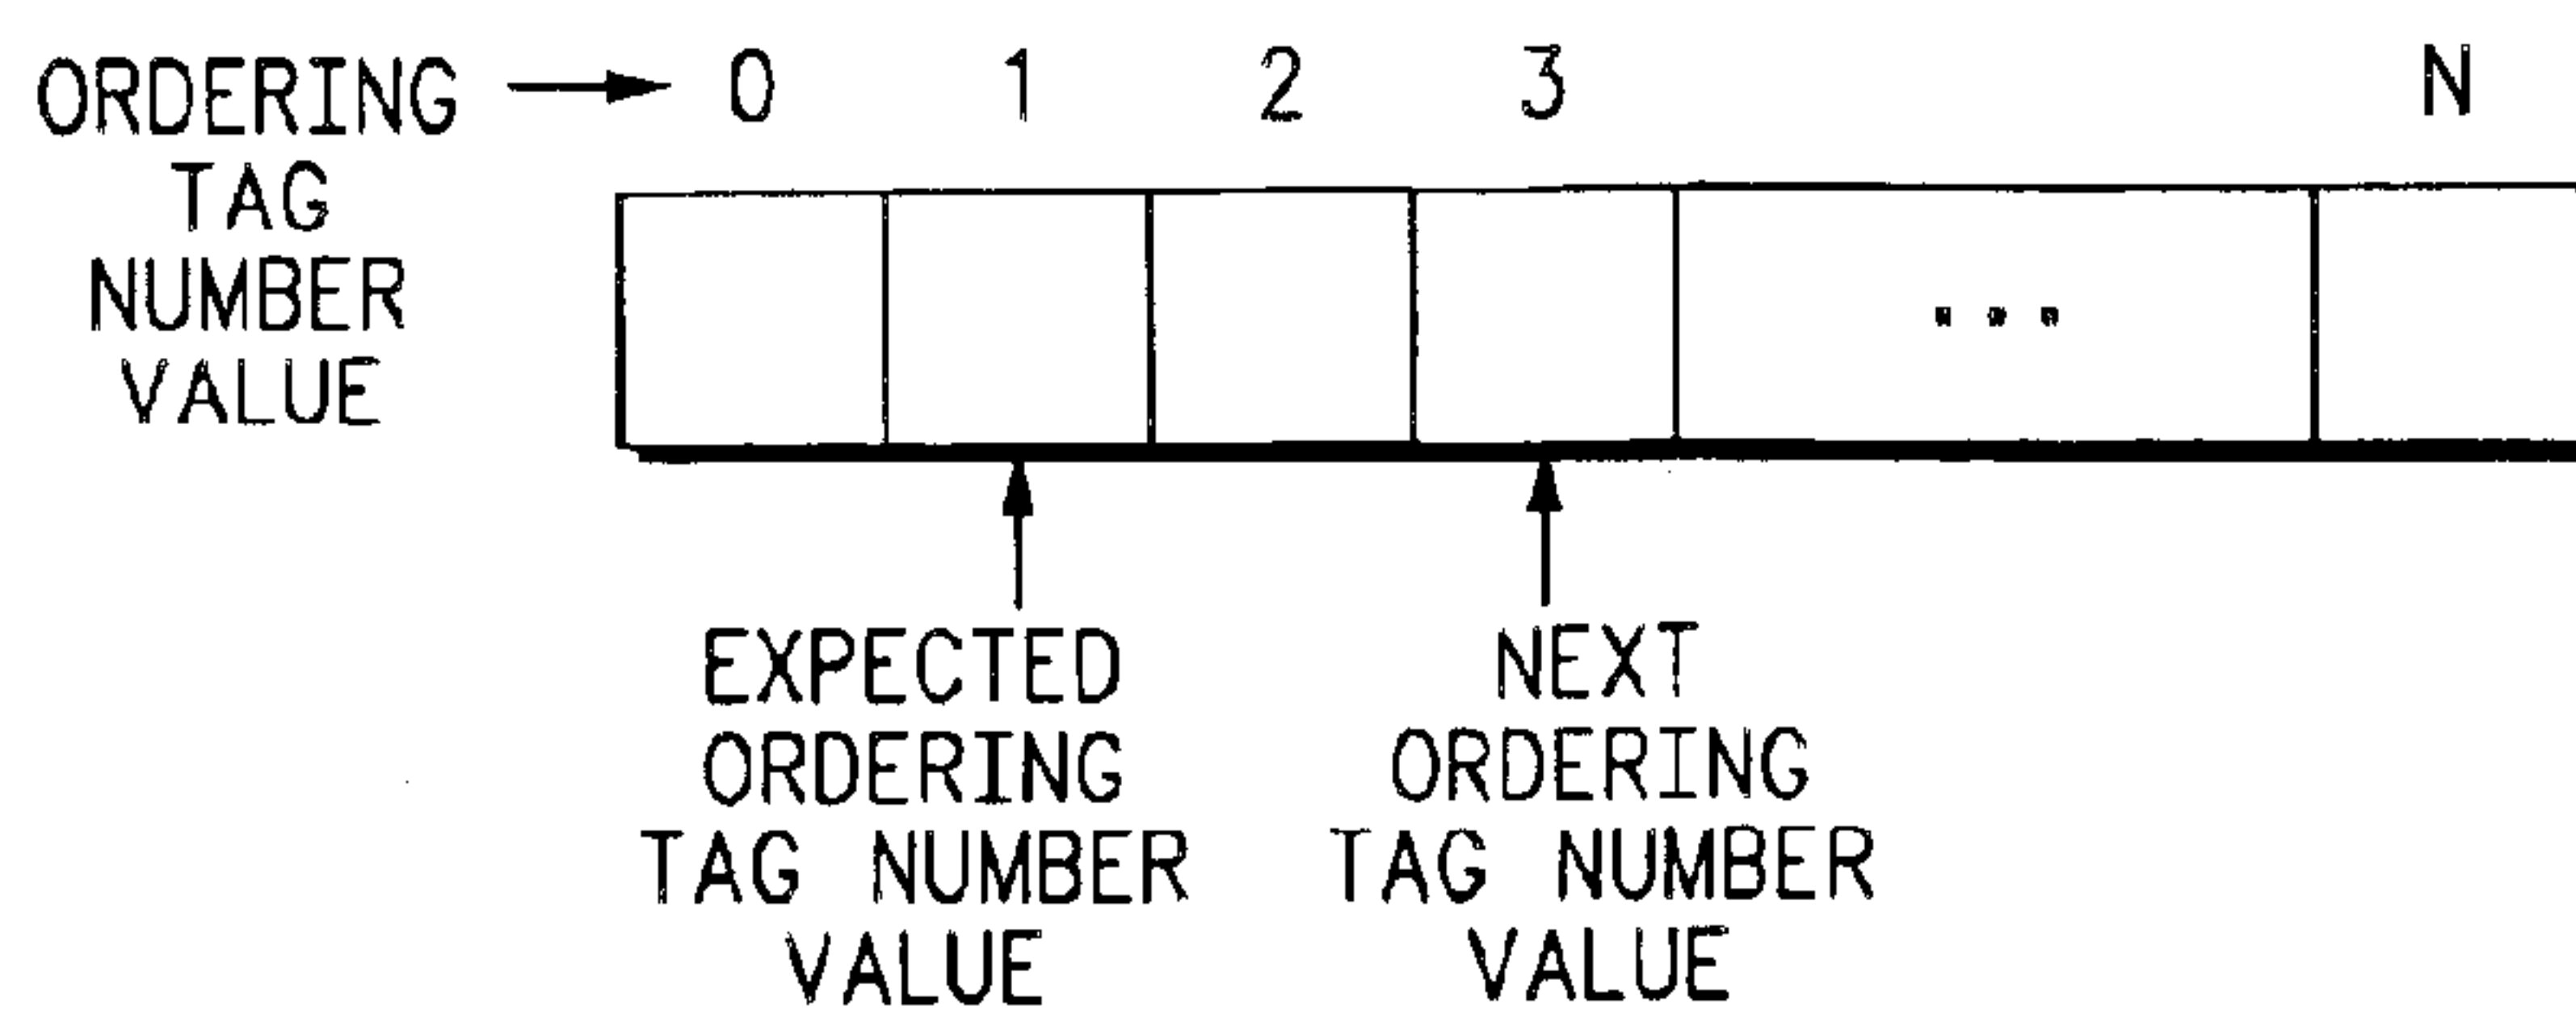 ORDERING → 0 1 2 3 N
TAG
NUMBER
VALUE
...
EXPECTED
ORDERING
TAG NUMBER
VALUE
NEXT
ORDERING
TAG NUMBER
VALUE